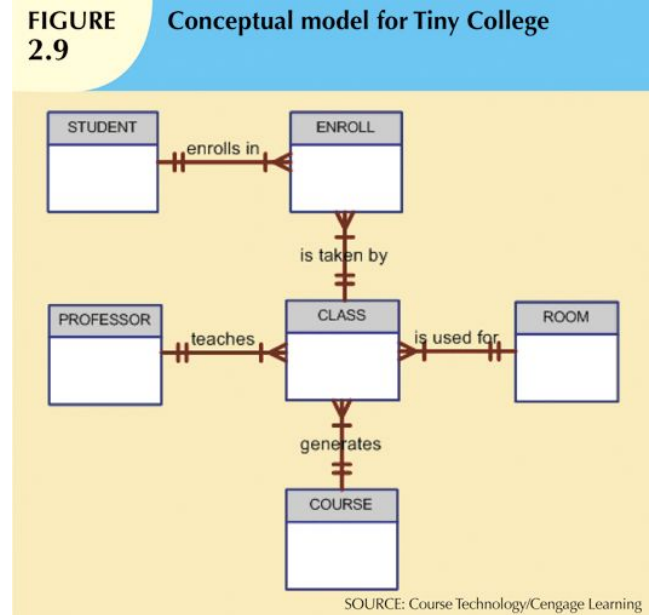 FIGURE 2.9
Conceptual model for Tiny College
STUDENT
enrolls in
ENROLL
is taken by
PROFESSOR
teaches
CLASS
is used for
ROOM
generates
COURSE
SOURCE: Course Technology/Cengage Learning